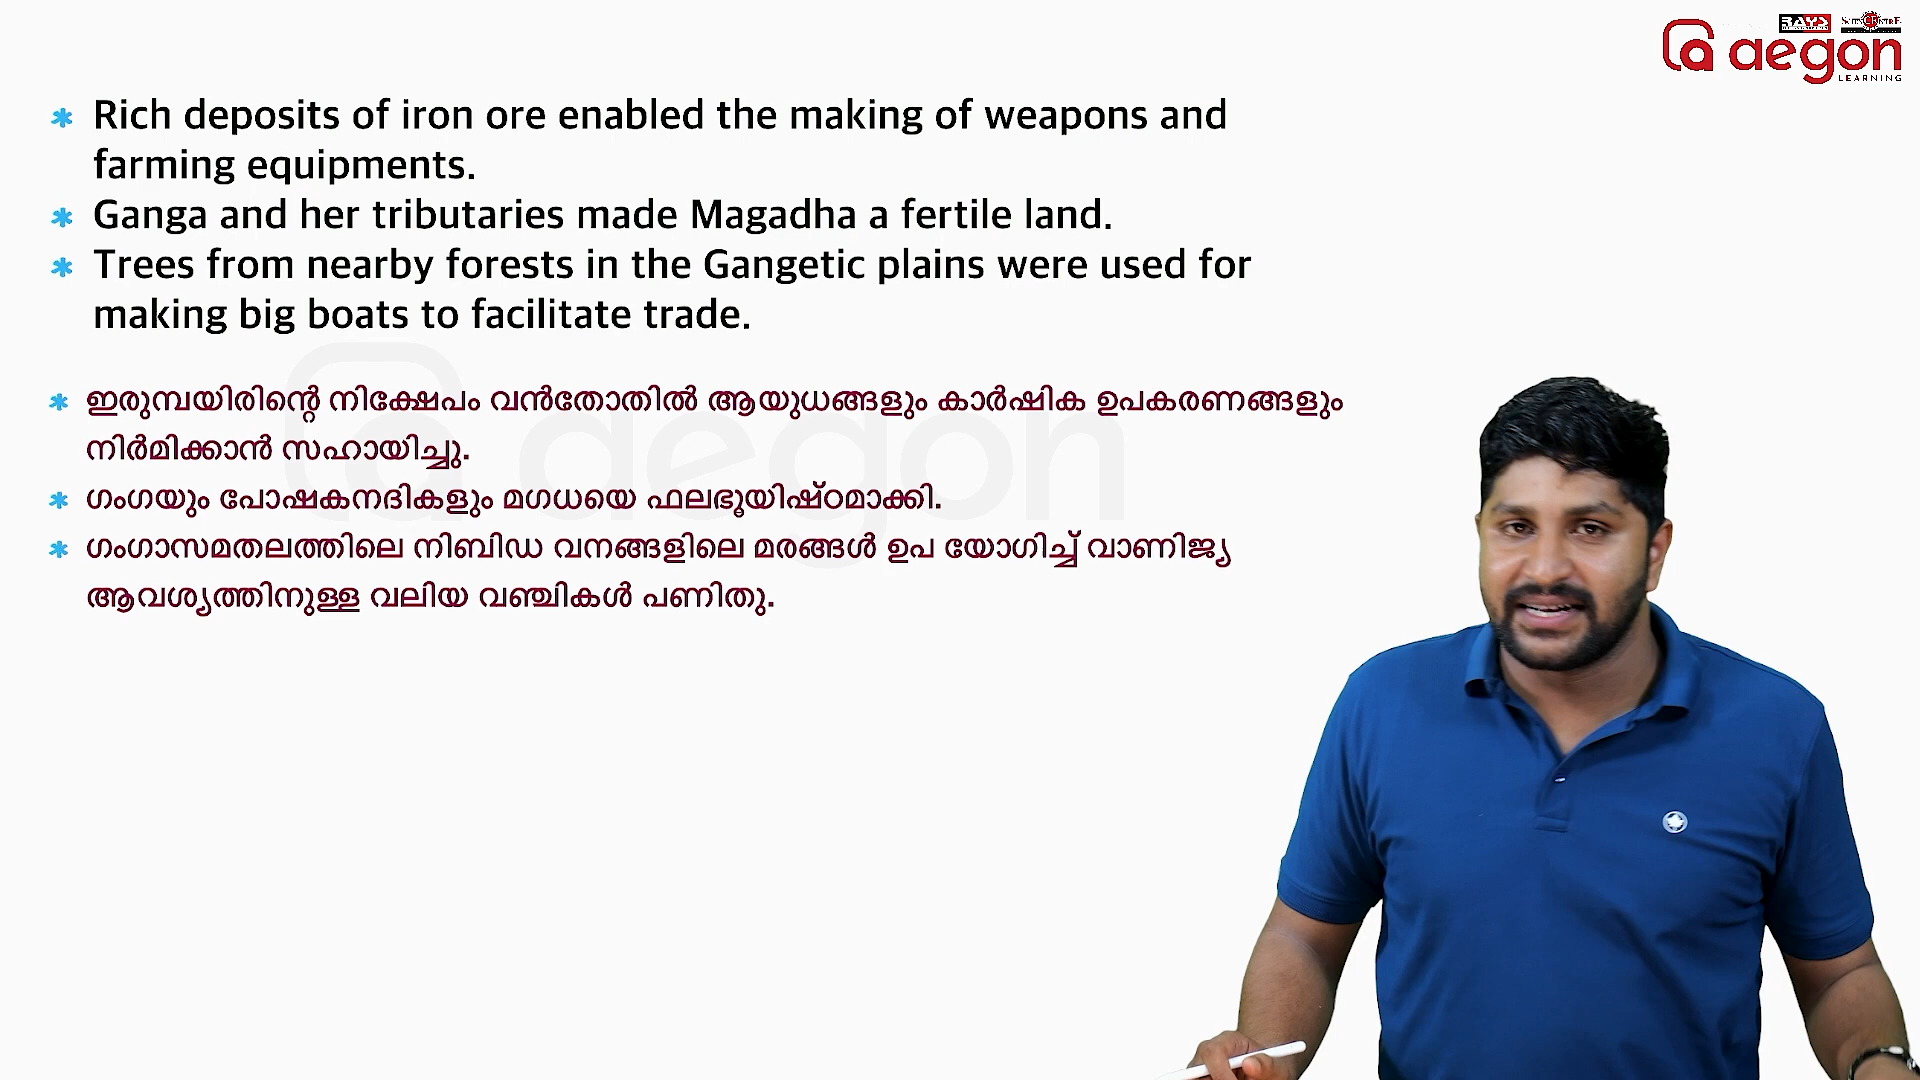 RAYS
SCIENCENTRE
aegon
LEARNING
* Rich deposits of iron ore enabled the making of weapons and
farming equipments.
* Ganga and her tributaries made Magadha a fertile land.
* Trees from nearby forests in the Gangetic plains were used for
making big boats to facilitate trade.
* ഇരുമ്പയിരിന്റെ നിക്ഷേപം വൻതോതിൽ ആയുധങ്ങളും കാർഷിക ഉപകരണങ്ങളും
നിർമിക്കാൻ സഹായിച്ചു.
* ഗംഗയും പോഷകനദികളും മഗധയെ ഫലഭൂയിഷ്ഠമാക്കി.
* ഗംഗാസമതലത്തിലെ നിബിഡ വനങ്ങളിലെ മരങ്ങൾ ഉപ യോഗിച്ച് വാണിജ്യ
ആവശ്യത്തിനുള്ള വലിയ വഞ്ചികൾ പണിതു.
aegon